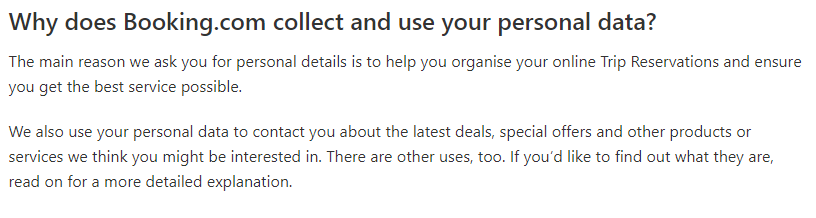 Why does Booking.com collect and use your personal data?
The main reason we ask you for personal details is to help you organise your online Trip Reservations and ensure
you get the best service possible.
We also use your personal data to contact you about the latest deals, special offers and other products or
services we think you might be interested in. There are other uses, too. If you’d like to find out what they are,
read on for a more detailed explanation.